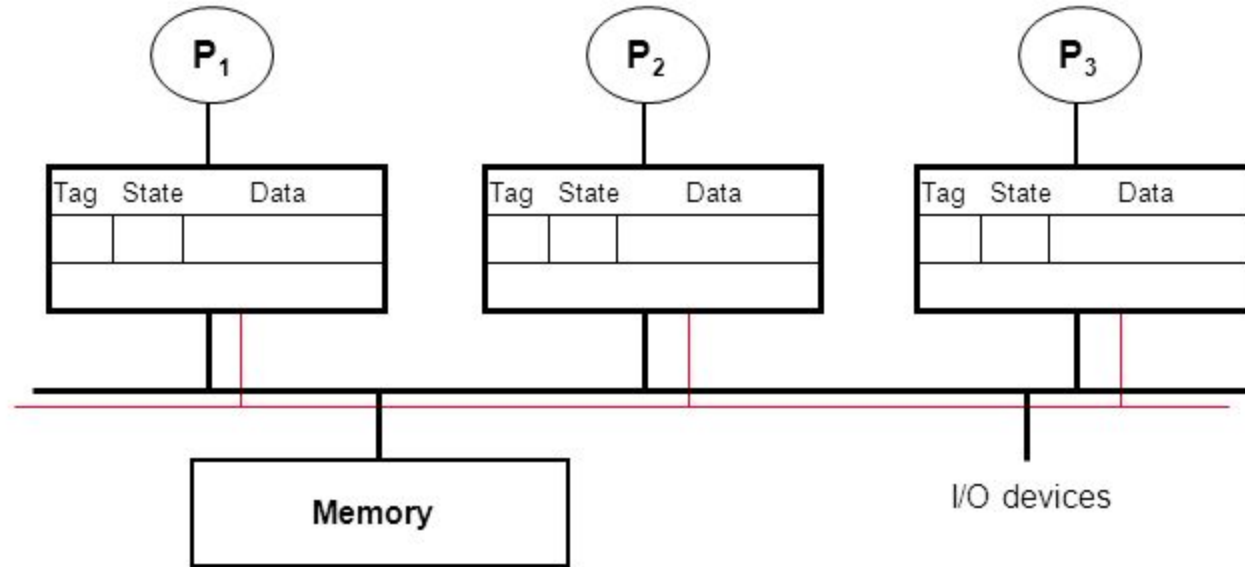 P₁ P₂ P₃
Tag State Data Tag State Data Tag State Data
I/O devices
Memory